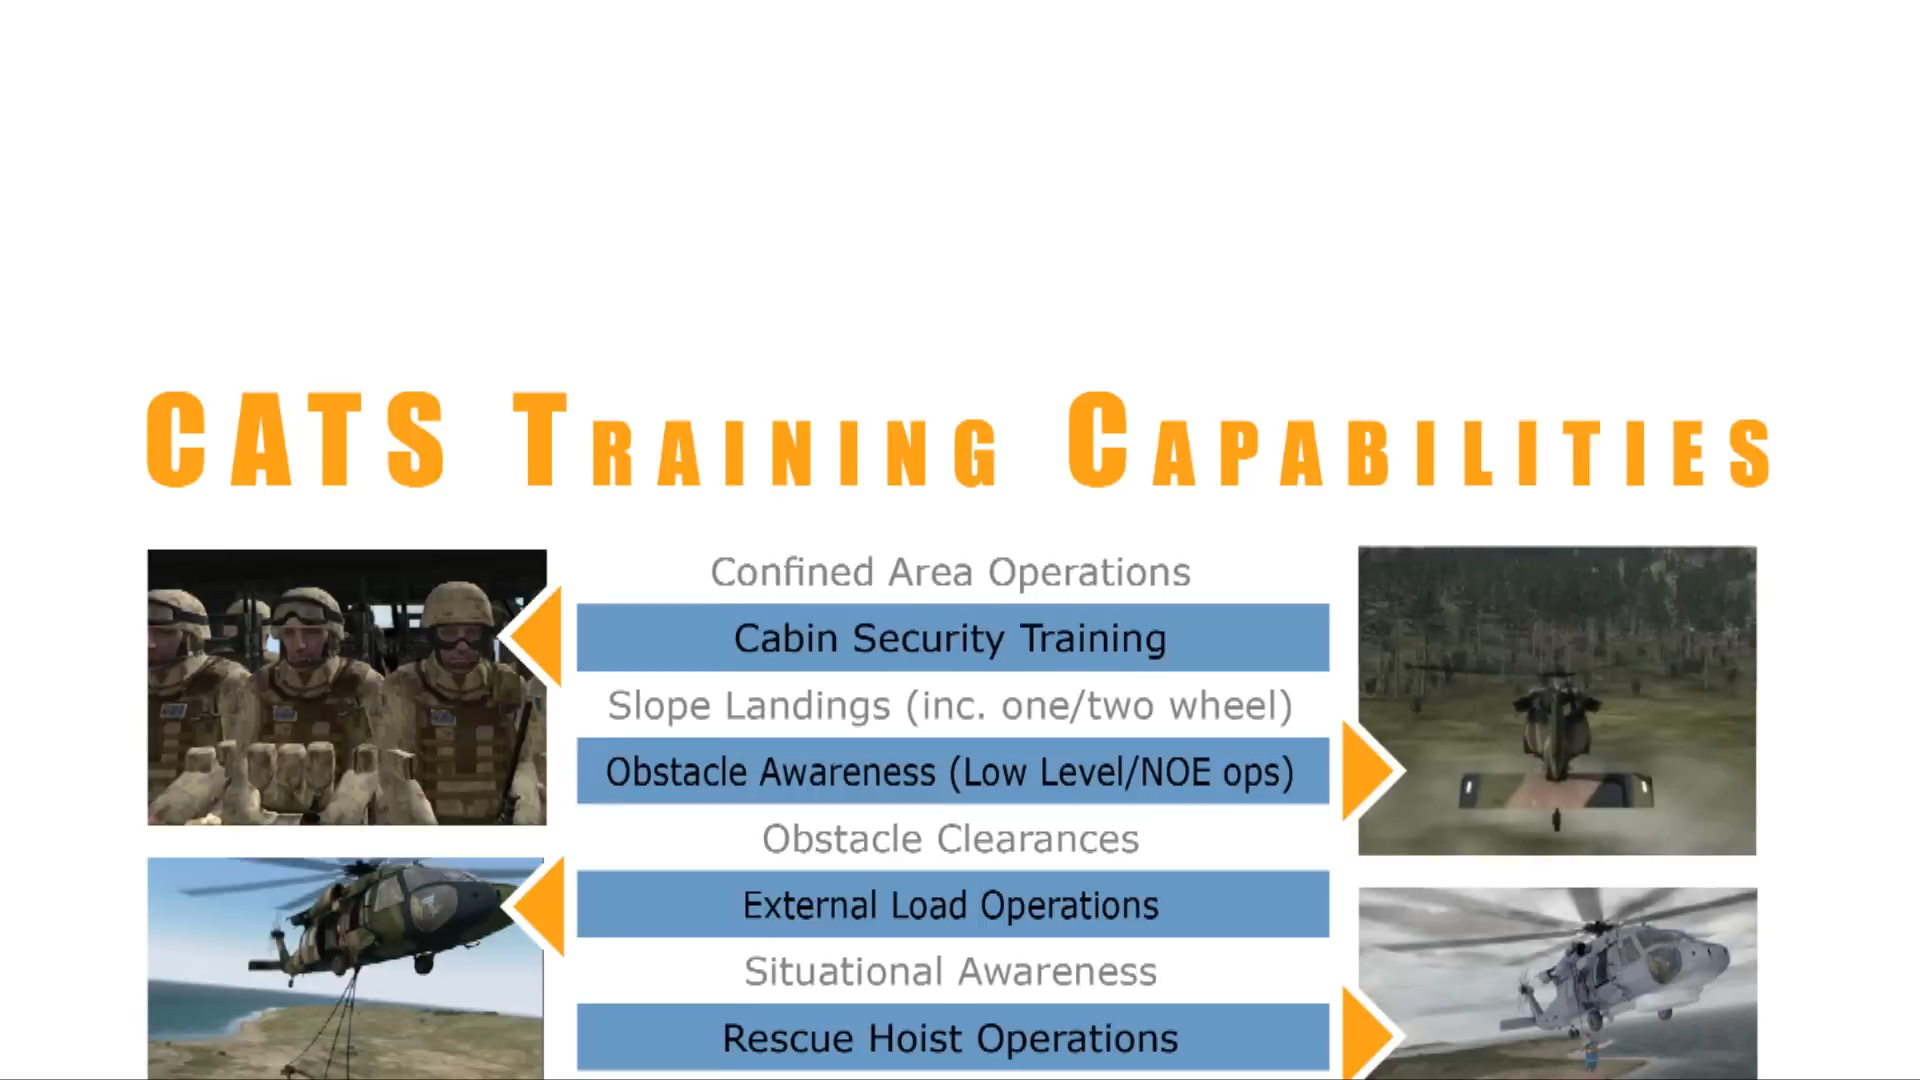 CATS TRAINING CAPABILITIES
Confined Area Operations
Cabin Security Training
Slope Landings (inc. one/two wheel)
Obstacle Awareness (Low Level/NOE ops)
Obstacle Clearances
External Load Operations
Situational Awareness
Rescue Hoist Operations